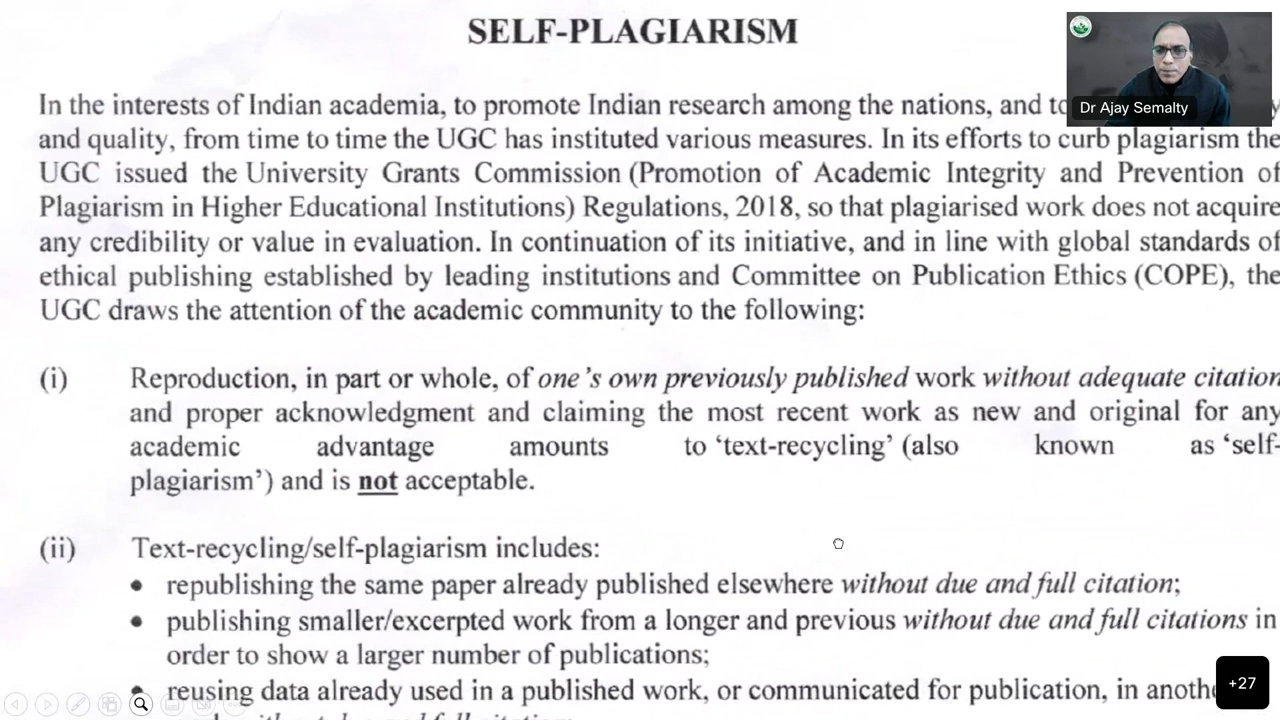 SELF-PLAGIARISM
Dr Ajay Semalty
In the interests of Indian academia, to promote Indian research among the nations, and to
and quality, from time to time the UGC has instituted various measures. In its efforts to curb plagiarism the
UGC issued the University Grants Commission (Promotion of Academic Integrity and Prevention of
Plagiarism in Higher Educational Institutions) Regulations, 2018, so that plagiarised work does not acquire
any credibility or value in evaluation. In continuation of its initiative, and in line with global standards of
ethical publishing established by leading institutions and Committee on Publication Ethics (COPE), the
UGC draws the attention of the academic community to the following:
(i) Reproduction, in part or whole, of one's own previously published work without adequate citation
and proper acknowledgment and claiming the most recent work as new and original for any
academic advantage amounts to ‘text-recycling’ (also known as ‘self-
plagiarism’) and is not acceptable.
(ii) Text-recycling/self-plagiarism includes:
• republishing the same paper already published elsewhere without due and full citation;
• publishing smaller/excerpted work from a longer and previous without due and full citations in
order to show a larger number of publications;
• reusing data already used in a published work, or communicated for publication, in
+27